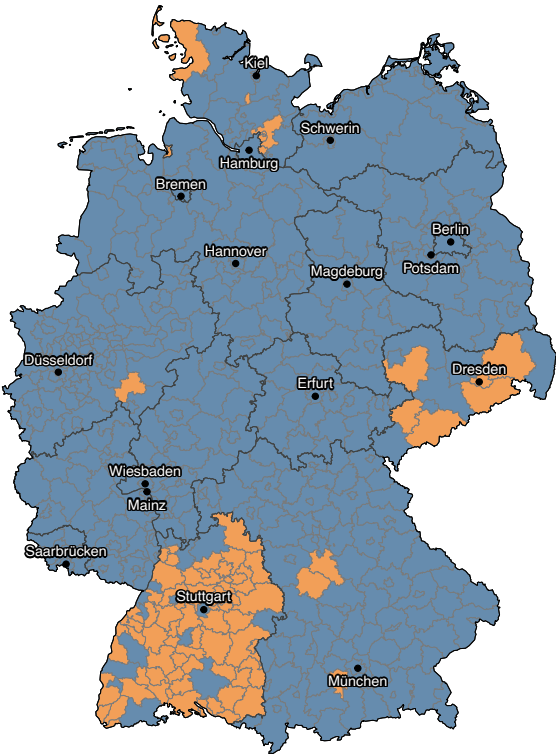 Kiel
Schwerin
Hamburg
Bremen
Berlin
Hannover
Potsdam
Magdeburg
Düsseldorf
Dresden
Erfurt
Wiesbaden
Mainz
Saarbrücken
Stuttgart
München